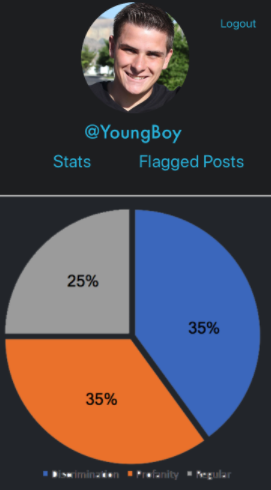 Logout
@YoungBoy
Stats Flagged Posts
25%
35%
35%
Discrimination Profanity Regular